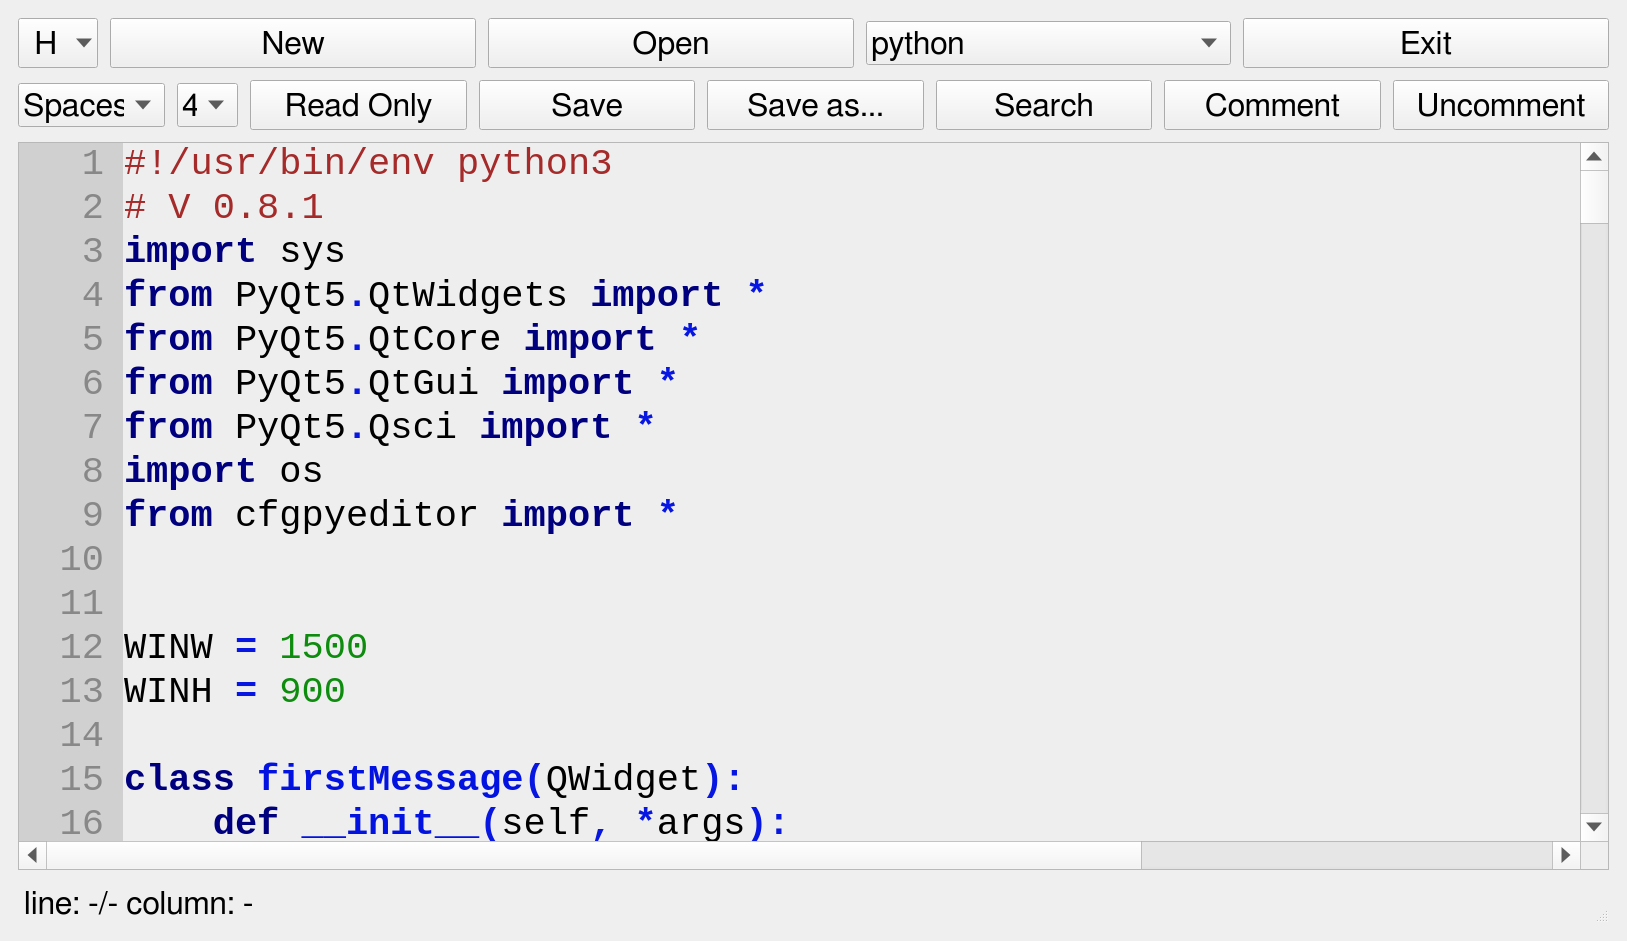 H New Open python Exit
Spaces 4 Read Only Save Save as... Search Comment Uncomment
1 #!/usr/bin/env python3
2 # V 0.8.1
3 import sys
4 from PyQt5.QtWidgets import *
5 from PyQt5.QtCore import *
6 from PyQt5.QtGui import *
7 from PyQt5.Qsci import *
8 import os
9 from cfgpyeditor import *
10
11
12 WINW = 1500
13 WINH = 900
14
15 class firstMessage(QWidget):
16     def __init__(self, *args):
line: -/- column: -